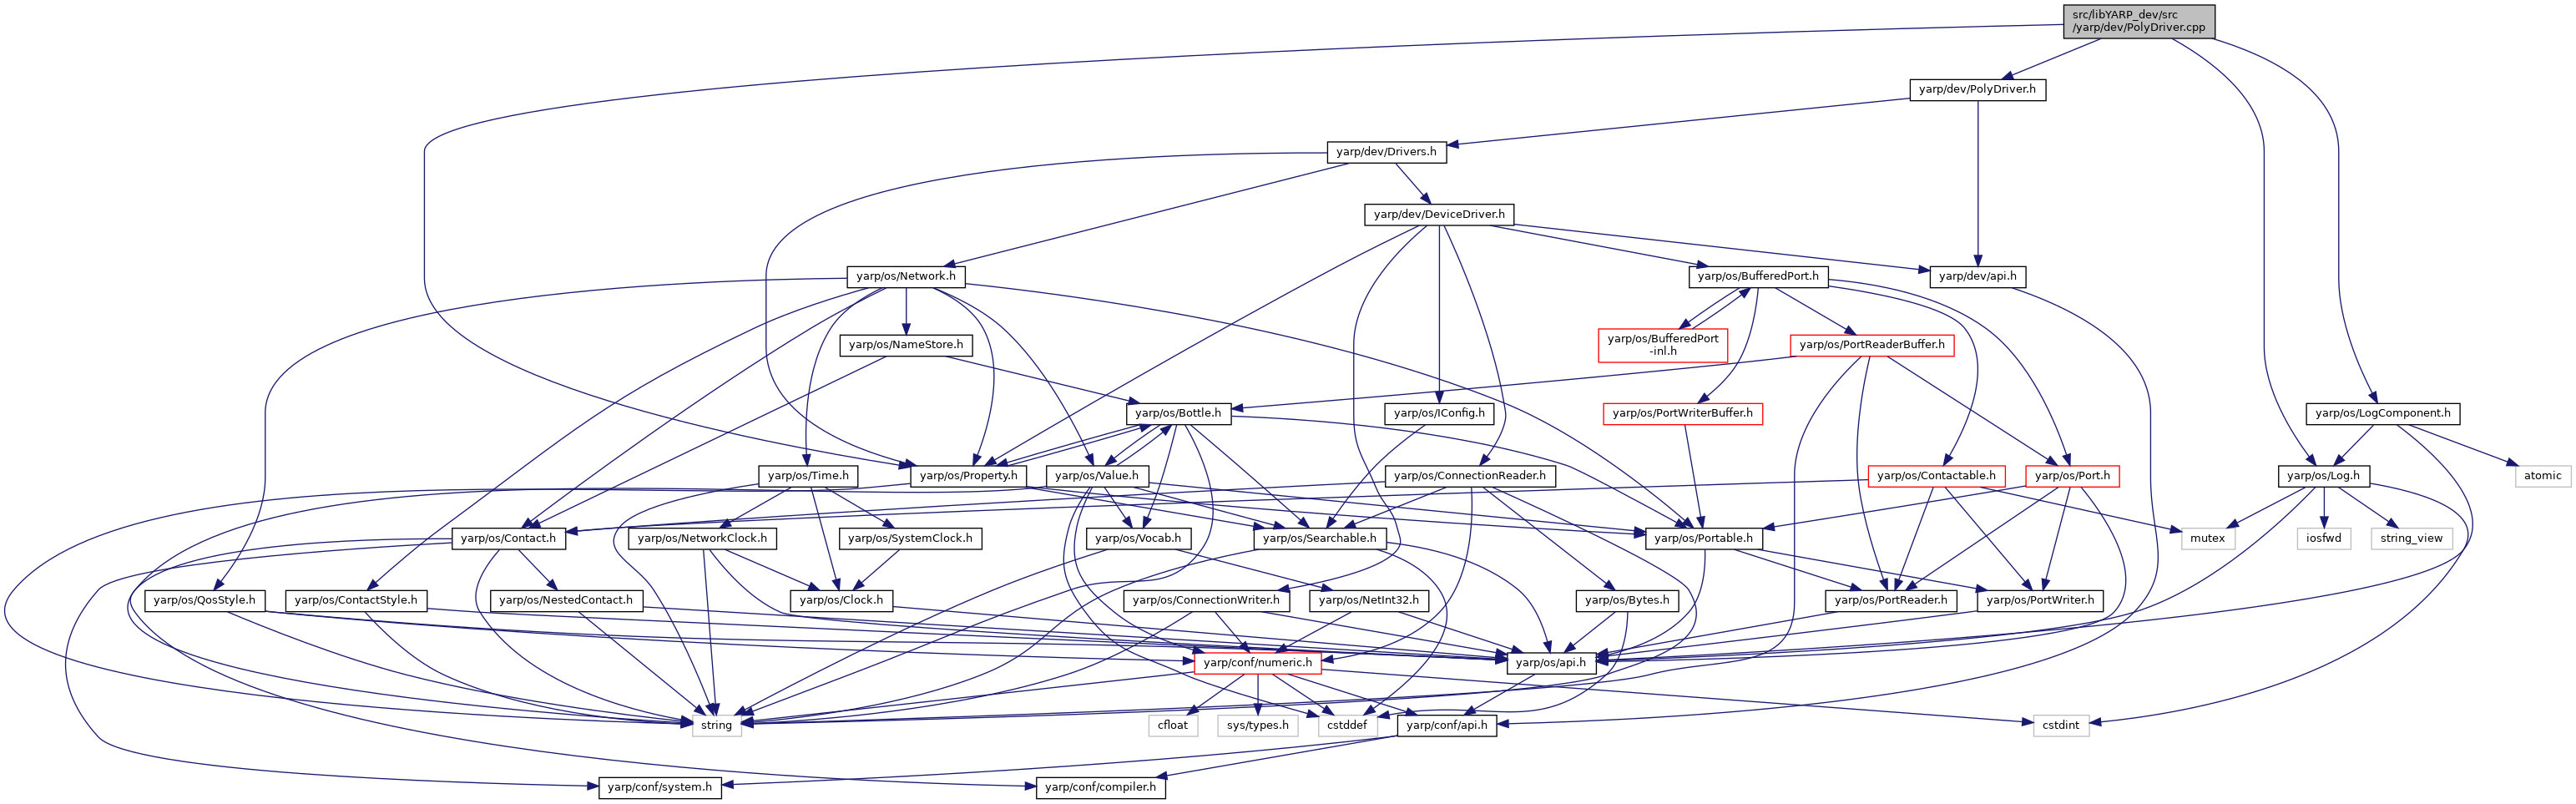 src/libYARP_dev/src
/yarp/dev/PolyDriver.cpp
yarp/dev/PolyDriver.h
yarp/dev/Drivers.h
yarp/dev/DeviceDriver.h
yarp/os/Network.h
yarp/os/BufferedPort.h
yarp/dev/api.h
yarp/os/NameStore.h
yarp/os/BufferedPort
-inl.h
yarp/os/PortReaderBuffer.h
yarp/os/Bottle.h
yarp/os/IConfig.h
yarp/os/PortWriterBuffer.h
yarp/os/LogComponent.h
yarp/os/Time.h
yarp/os/Property.h
yarp/os/Value.h
yarp/os/ConnectionReader.h
yarp/os/Contactable.h
yarp/os/Port.h
yarp/os/Log.h
atomic
yarp/os/Contact.h
yarp/os/NetworkClock.h
yarp/os/SystemClock.h
yarp/os/Vocab.h
yarp/os/Searchable.h
yarp/os/Portable.h
mutex
iosfwd
string_view
yarp/os/QosStyle.h
yarp/os/ContactStyle.h
yarp/os/NestedContact.h
yarp/os/Clock.h
yarp/os/ConnectionWriter.h
yarp/os/NetInt32.h
yarp/os/Bytes.h
yarp/os/PortReader.h
yarp/os/PortWriter.h
yarp/conf/numeric.h
yarp/os/api.h
string
cfloat
sys/types.h
cstddef
yarp/conf/api.h
cstdint
yarp/conf/system.h
yarp/conf/compiler.h